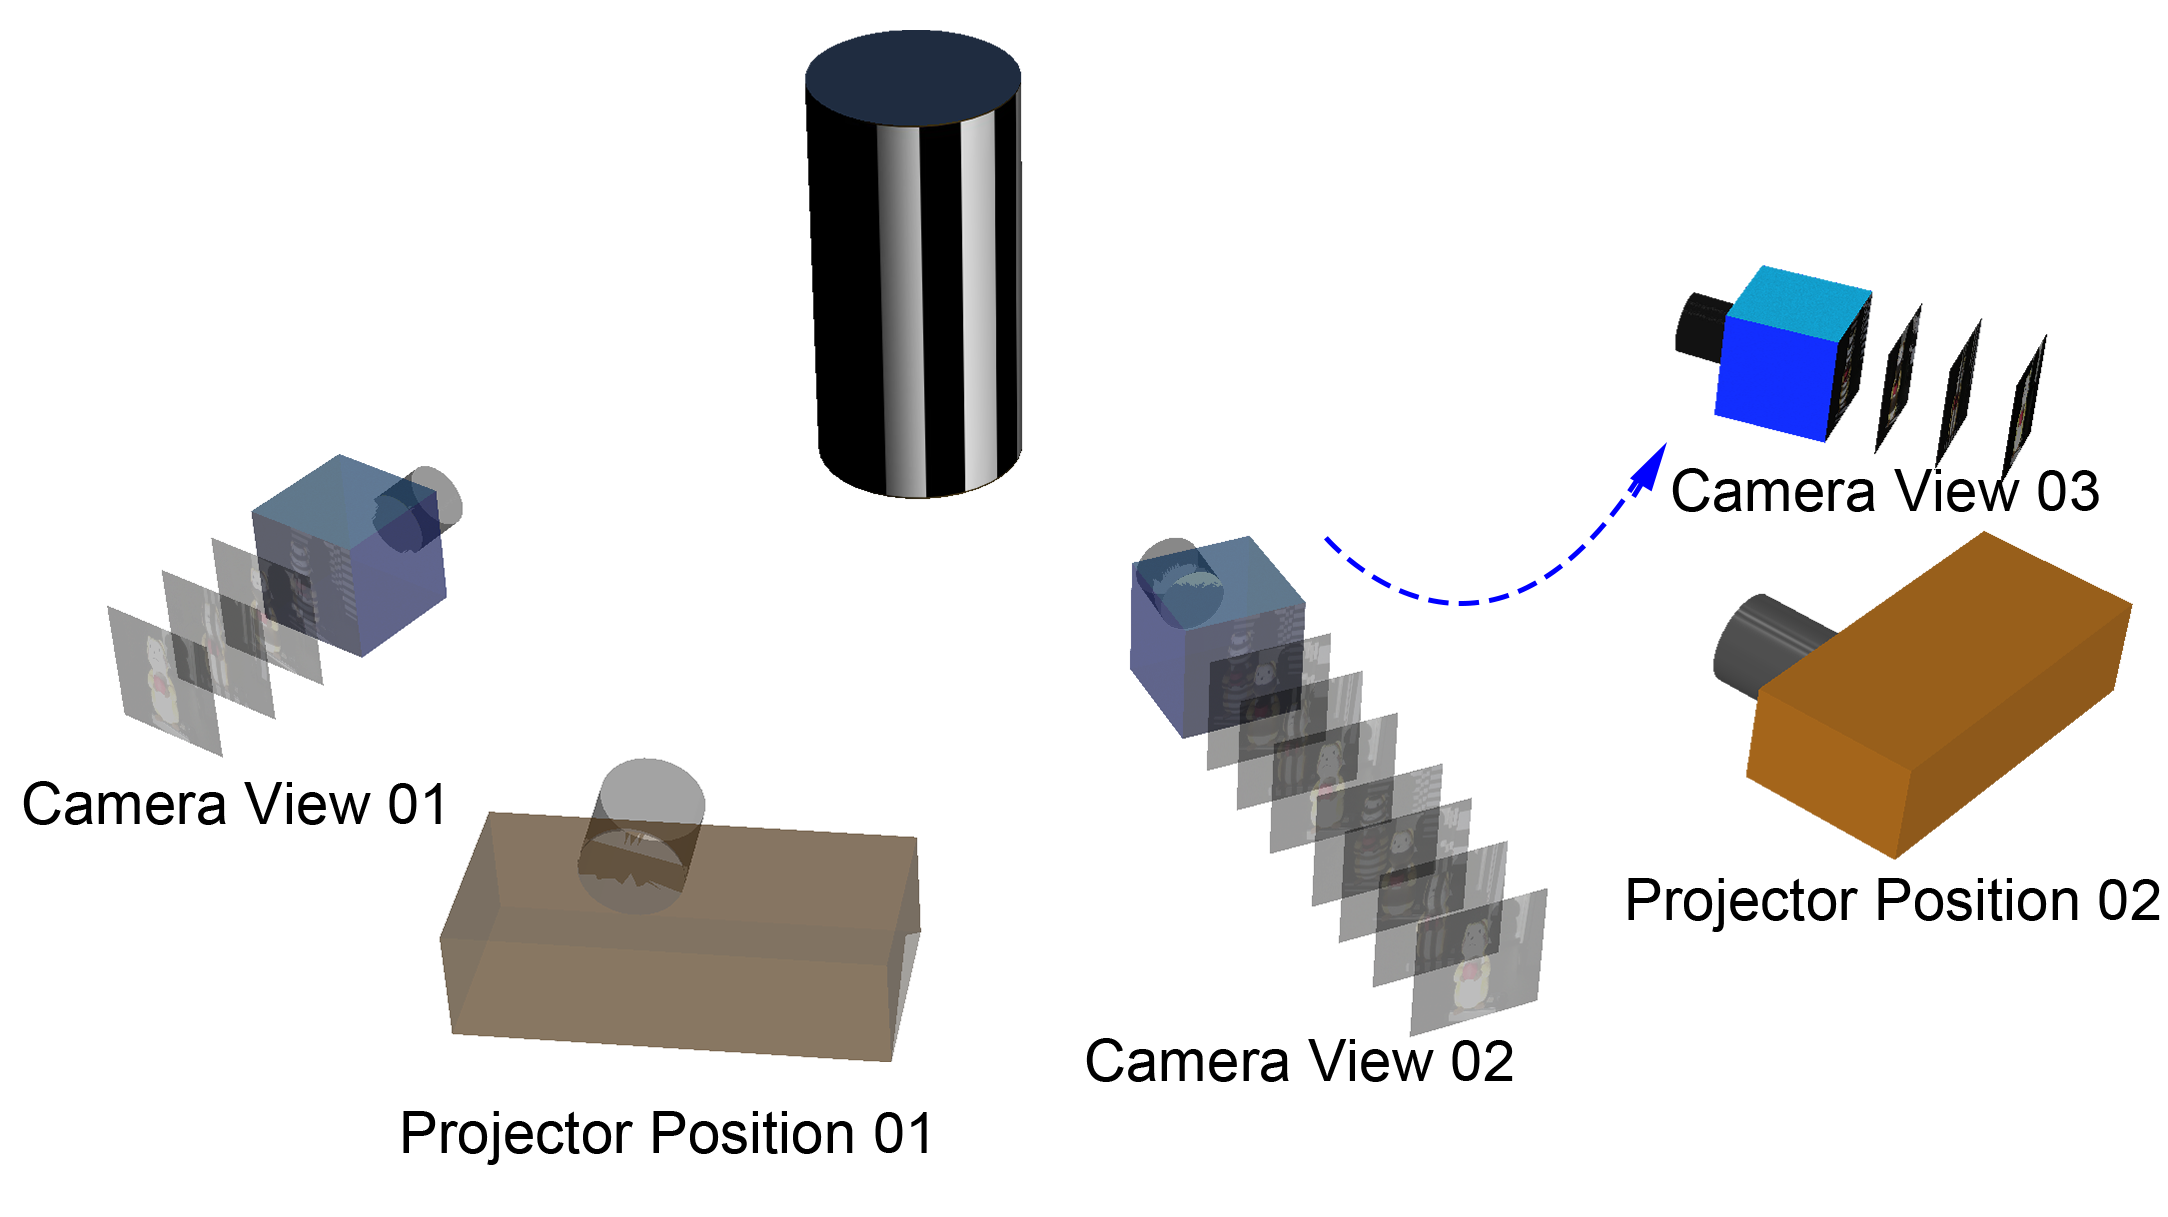 Camera View 03
Camera View 01
Projector Position 02
Camera View 02
Projector Position 01